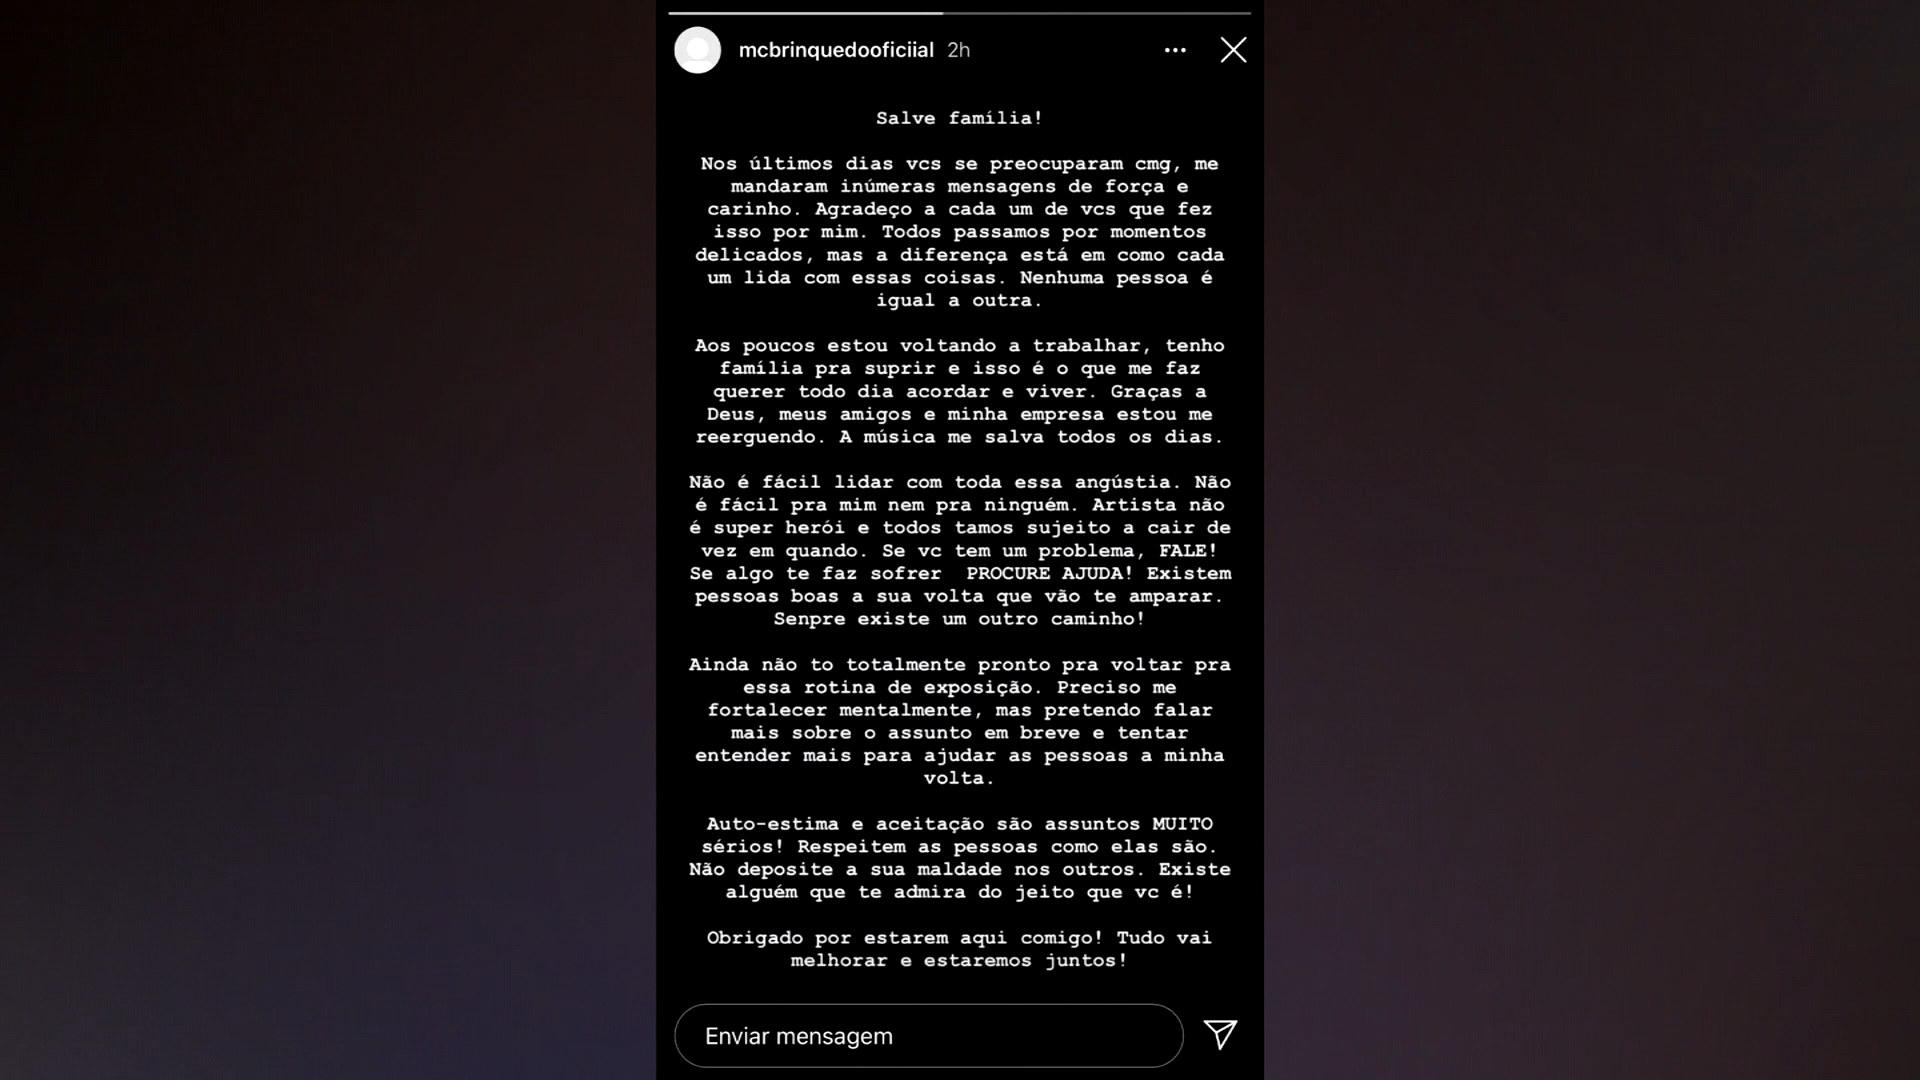 mcbrinquedooficiial 2h
Salve família!
Nos últimos dias vcs se preocuparam cmg, me
mandaram inúmeras mensagens de força e
carinho. Agradeço a cada um de vcs que fez
isso por mim. Todos passamos por momentos
delicados, mas a diferença está em como cada
um lida com essas coisas. Nenhuma pessoa é
igual a outra.
Aos poucos estou voltando a trabalhar, tenho
família pra suprir e isso é o que me faz
querer todo dia acordar e viver. Graças a
Deus, meus amigos e minha empresa estou me
reerguendo. A música me salva todos os dias.
Não é fácil lidar com toda essa angústia. Não
é fácil pra mim nem pra ninguém. Artista não
é super herói e todos tamos sujeito a cair de
vez em quando. Se vc tem um problema, FALE!
Se algo te faz sofrer  PROCURE AJUDA! Existem
pessoas boas a sua volta que vão te amparar.
Senpre existe um outro caminho!
Ainda não to totalmente pronto pra voltar pra
essa rotina de exposição. Preciso me
fortalecer mentalmente, mas pretendo falar
mais sobre o assunto em breve e tentar
entender mais para ajudar as pessoas a minha
volta.
Auto-estima e aceitação são assuntos MUITO
sérios! Respeitem as pessoas como elas são.
Não deposite a sua maldade nos outros. Existe
alguém que te admira do jeito que vc é!
Obrigado por estarem aqui comigo! Tudo vai
melhorar e estaremos juntos!
Enviar mensagem